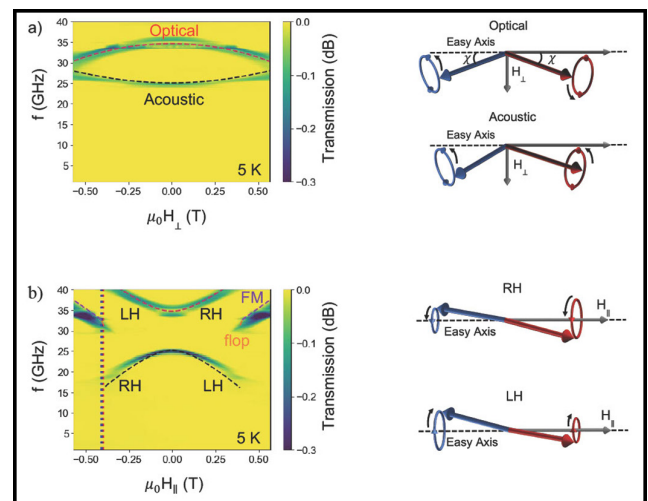 a)
Optical
Acoustic
5 K
f (GHz)
40
35
30
25
20
15
10
5
-0.50 -0.25 0.00 0.25 0.50
μ₀H⊥ (T)
0.0
−0.1
−0.2
−0.3
Transmission (dB)
Optical
Easy Axis
χ
χ
H⊥
Acoustic
Easy Axis
H⊥
b)
FM
LH
RH
flop
RH
LH
5 K
f (GHz)
40
35
30
25
20
15
10
5
-0.50 -0.25 0.00 0.25 0.50
μ₀H∥ (T)
0.0
−0.1
−0.2
−0.3
Transmission (dB)
RH
H∥
Easy Axis
LH
H∥
Easy Axis